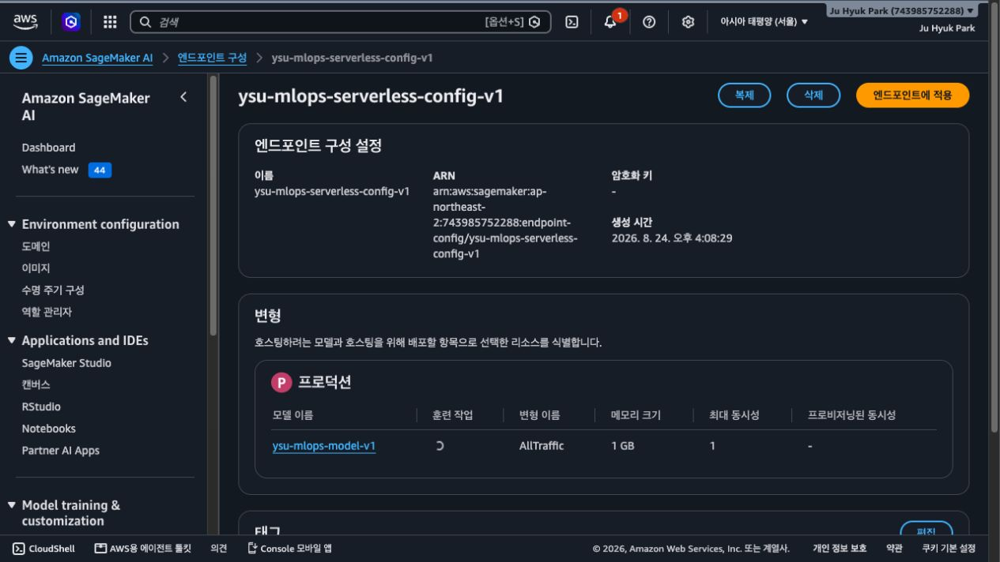 aws
검색
[옵션+S]
1
아시아 태평양 (서울) ▼
Ju Hyuk Park (743985752288) ▼
Ju Hyuk Park
Amazon SageMaker AI > 엔드포인트 구성 > ysu-mlops-serverless-config-v1
Amazon SageMaker
AI
Dashboard
What's new 44
Environment configuration
도메인
이미지
수명 주기 구성
역할 관리자
Applications and IDEs
SageMaker Studio
캔버스
RStudio
Notebooks
Partner AI Apps
Model training &
customization
ysu-mlops-serverless-config-v1
복제
삭제
엔드포인트에 적용
엔드포인트 구성 설정
이름
ysu-mlops-serverless-config-v1
ARN
arn:aws:sagemaker:ap-
northeast-
2:743985752288:endpoint-
config/ysu-mlops-serverless-
config-v1
암호화 키
-
생성 시간
2026. 8. 24. 오후 4:08:29
변형
호스팅하려는 모델과 호스팅을 위해 배포할 항목으로 선택한 리소스를 식별합니다.
P 프로덕션
모델 이름 훈련 작업 변형 이름 메모리 크기 최대 동시성 프로비저닝된 동시성
ysu-mlops-model-v1 AllTraffic 1 GB 1 -
태그
편집
CloudShell AWS용 에이전트 툴킷 의견 Console 모바일 앱
© 2026, Amazon Web Services, Inc. 또는 계열사. 개인 정보 보호 약관 쿠키 기본 설정